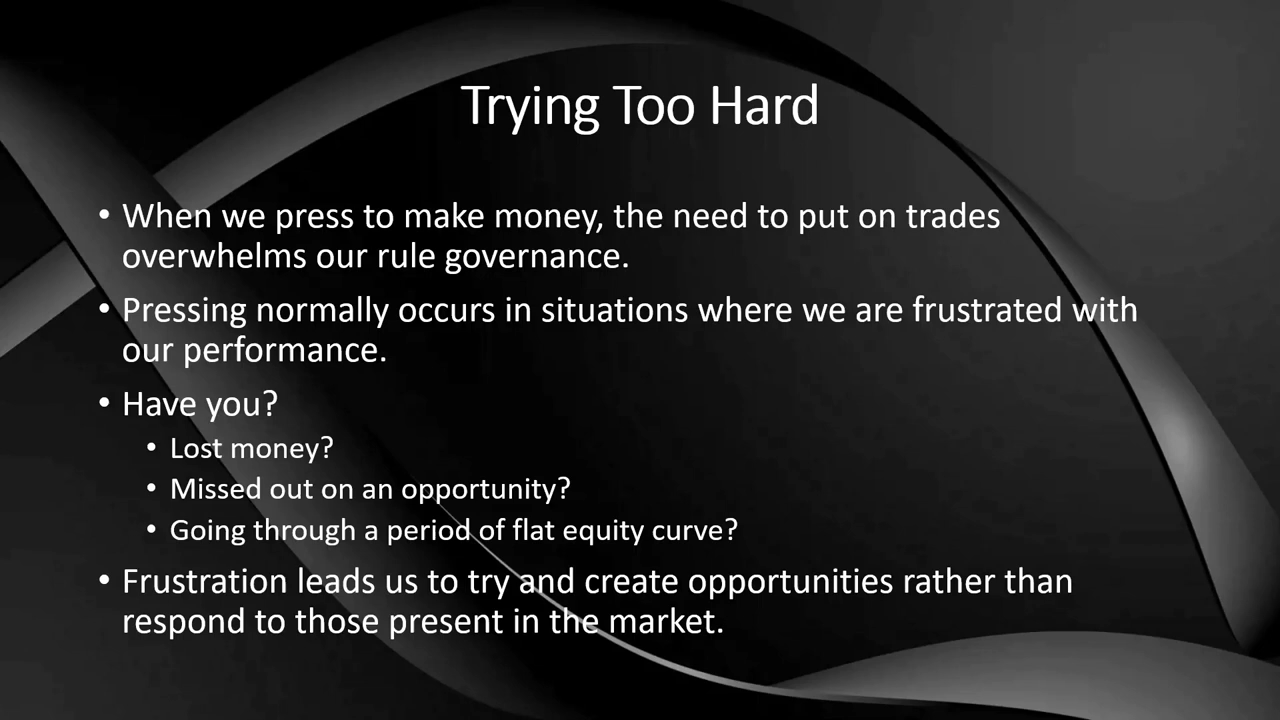 Trying Too Hard
• When we press to make money, the need to put on trades
overwhelms our rule governance.
• Pressing normally occurs in situations where we are frustrated with
our performance.
• Have you?
• Lost money?
• Missed out on an opportunity?
• Going through a period of flat equity curve?
• Frustration leads us to try and create opportunities rather than
respond to those present in the market.